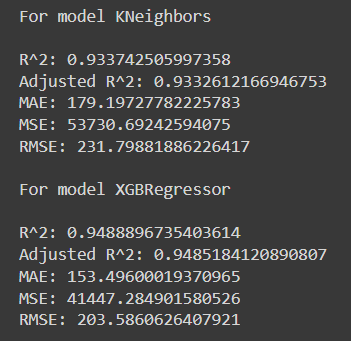 For model KNeighbors
R^2: 0.933742505997358
Adjusted R^2: 0.9332612166946753
MAE: 179.19727782225783
MSE: 53730.69242594075
RMSE: 231.79881886226417
For model XGBRegressor
R^2: 0.9488896735403614
Adjusted R^2: 0.9485184120890807
MAE: 153.49600019370965
MSE: 41447.284901580526
RMSE: 203.5860626407921